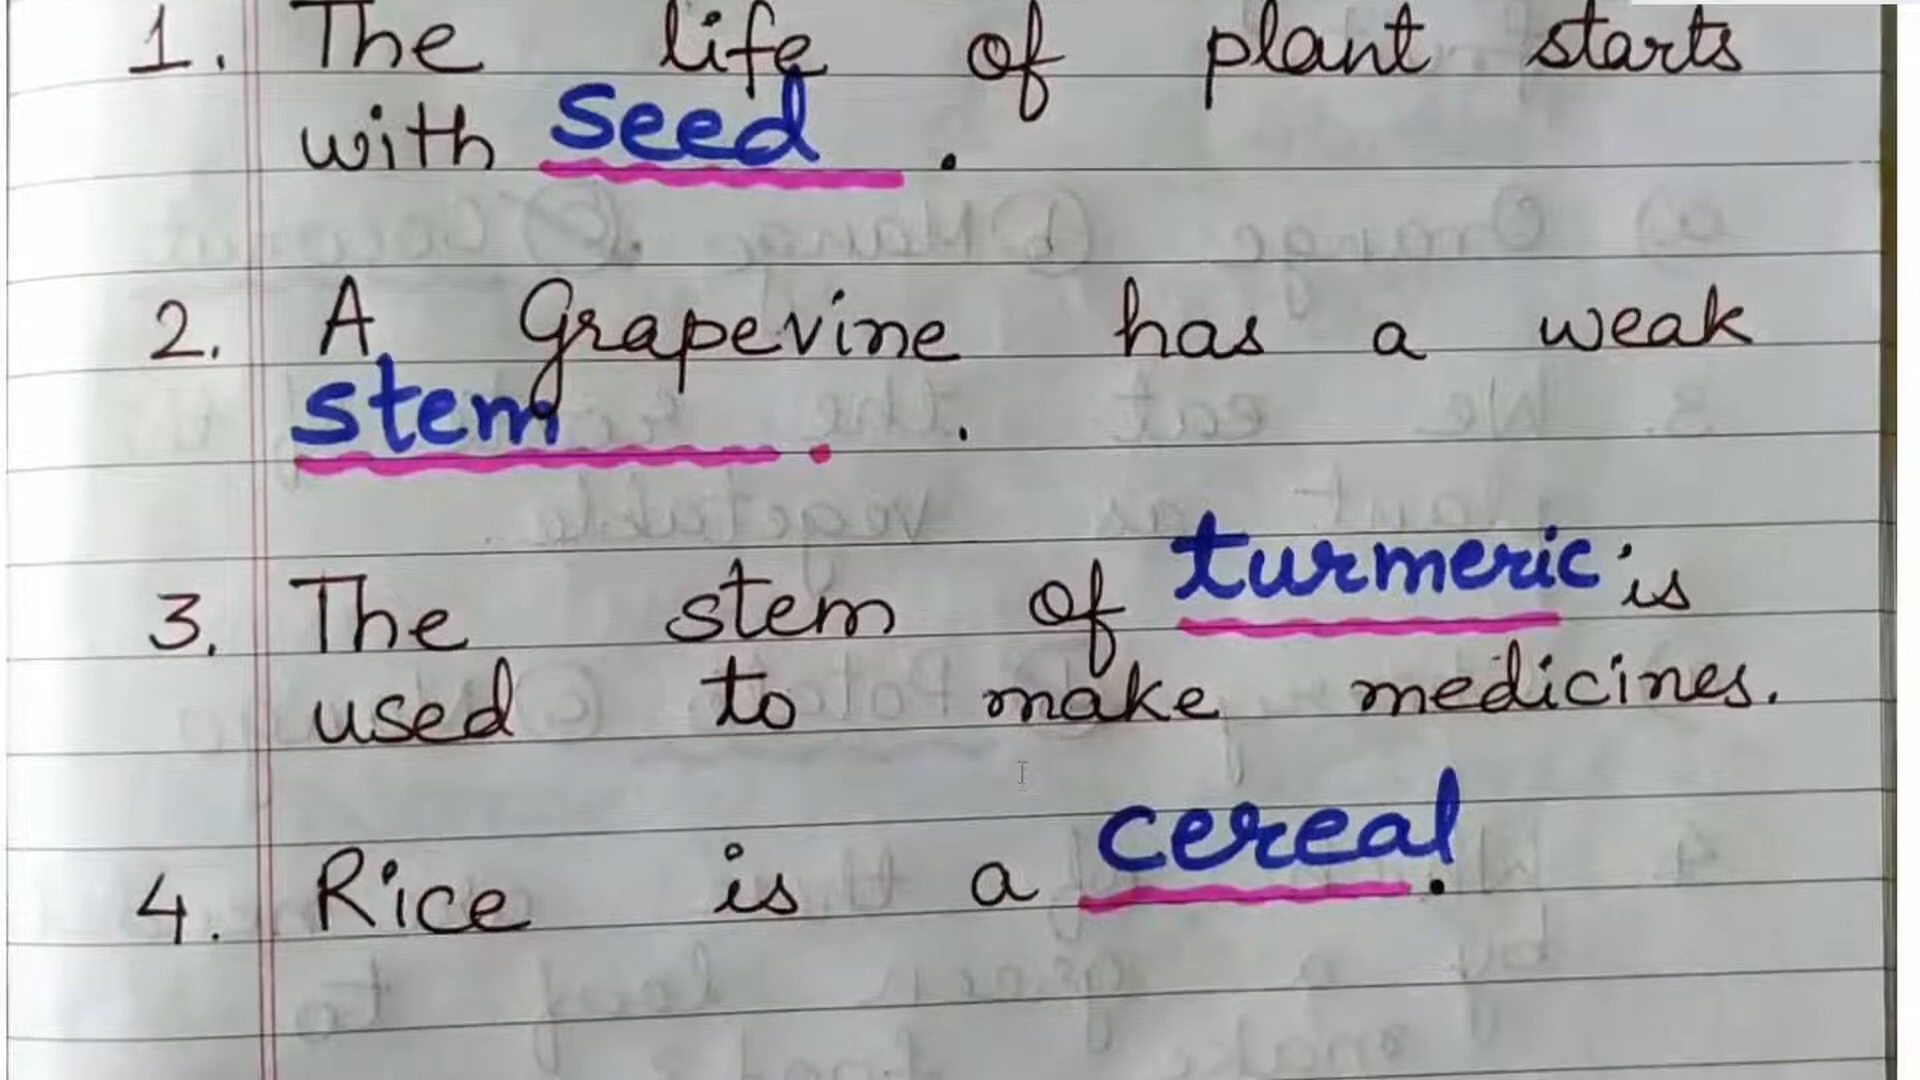 1. The life of plant starts
with seed .
2. A Grapevine has a weak
stem .
3. The stem of turmeric is
used to make medicines.
4. Rice is a cereal.